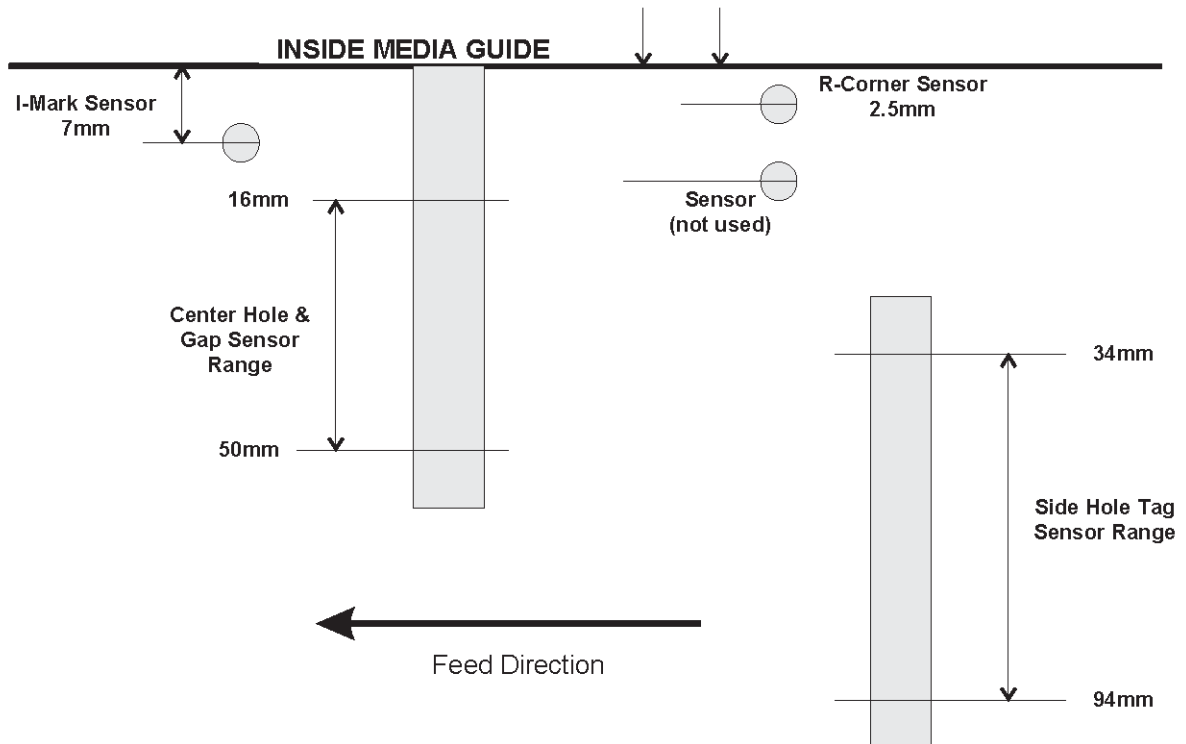 INSIDE MEDIA GUIDE
I-Mark Sensor
7mm
R-Corner Sensor
2.5mm
16mm
Sensor
(not used)
Center Hole &
Gap Sensor
Range
34mm
50mm
Side Hole Tag
Sensor Range
Feed Direction
94mm